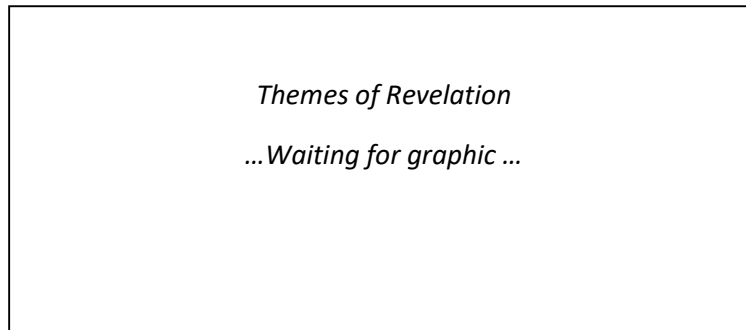 Themes of Revelation
…Waiting for graphic …